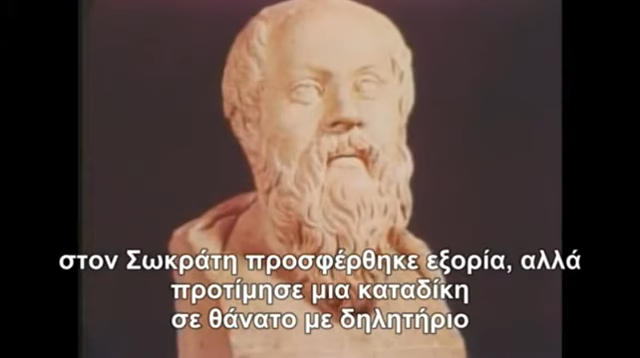 στον Σωκράτη προσφέρθηκε εξορία, αλλά
προτίμησε μια καταδίκη
σε θάνατο με δηλητήριο